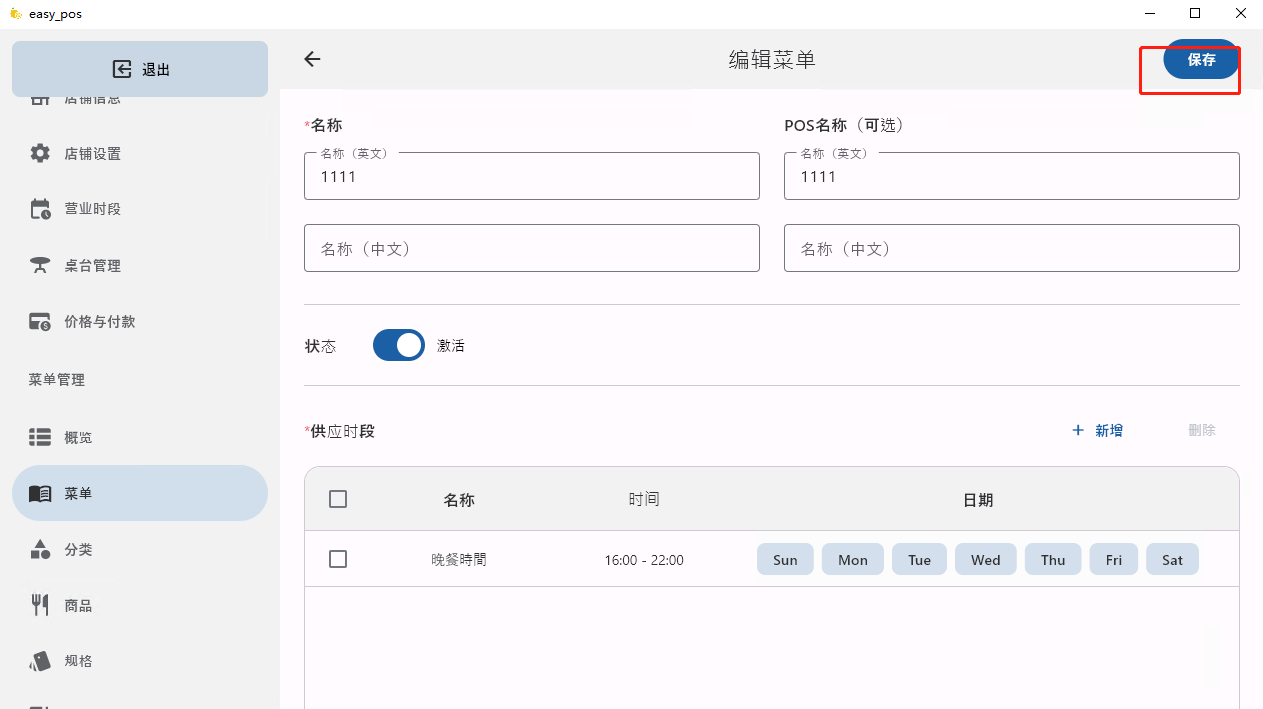 easy_pos
退出
店铺信息
店铺设置
营业时段
桌台管理
价格与付款
菜单管理
概览
菜单
分类
商品
规格
编辑菜单
保存
*名称
POS名称（可选）
名称（英文）
1111
名称（英文）
1111
名称（中文）
名称（中文）
状态
激活
*供应时段
+ 新增
删除
名称 时间 日期
晚餐時間 16:00 - 22:00 Sun Mon Tue Wed Thu Fri Sat